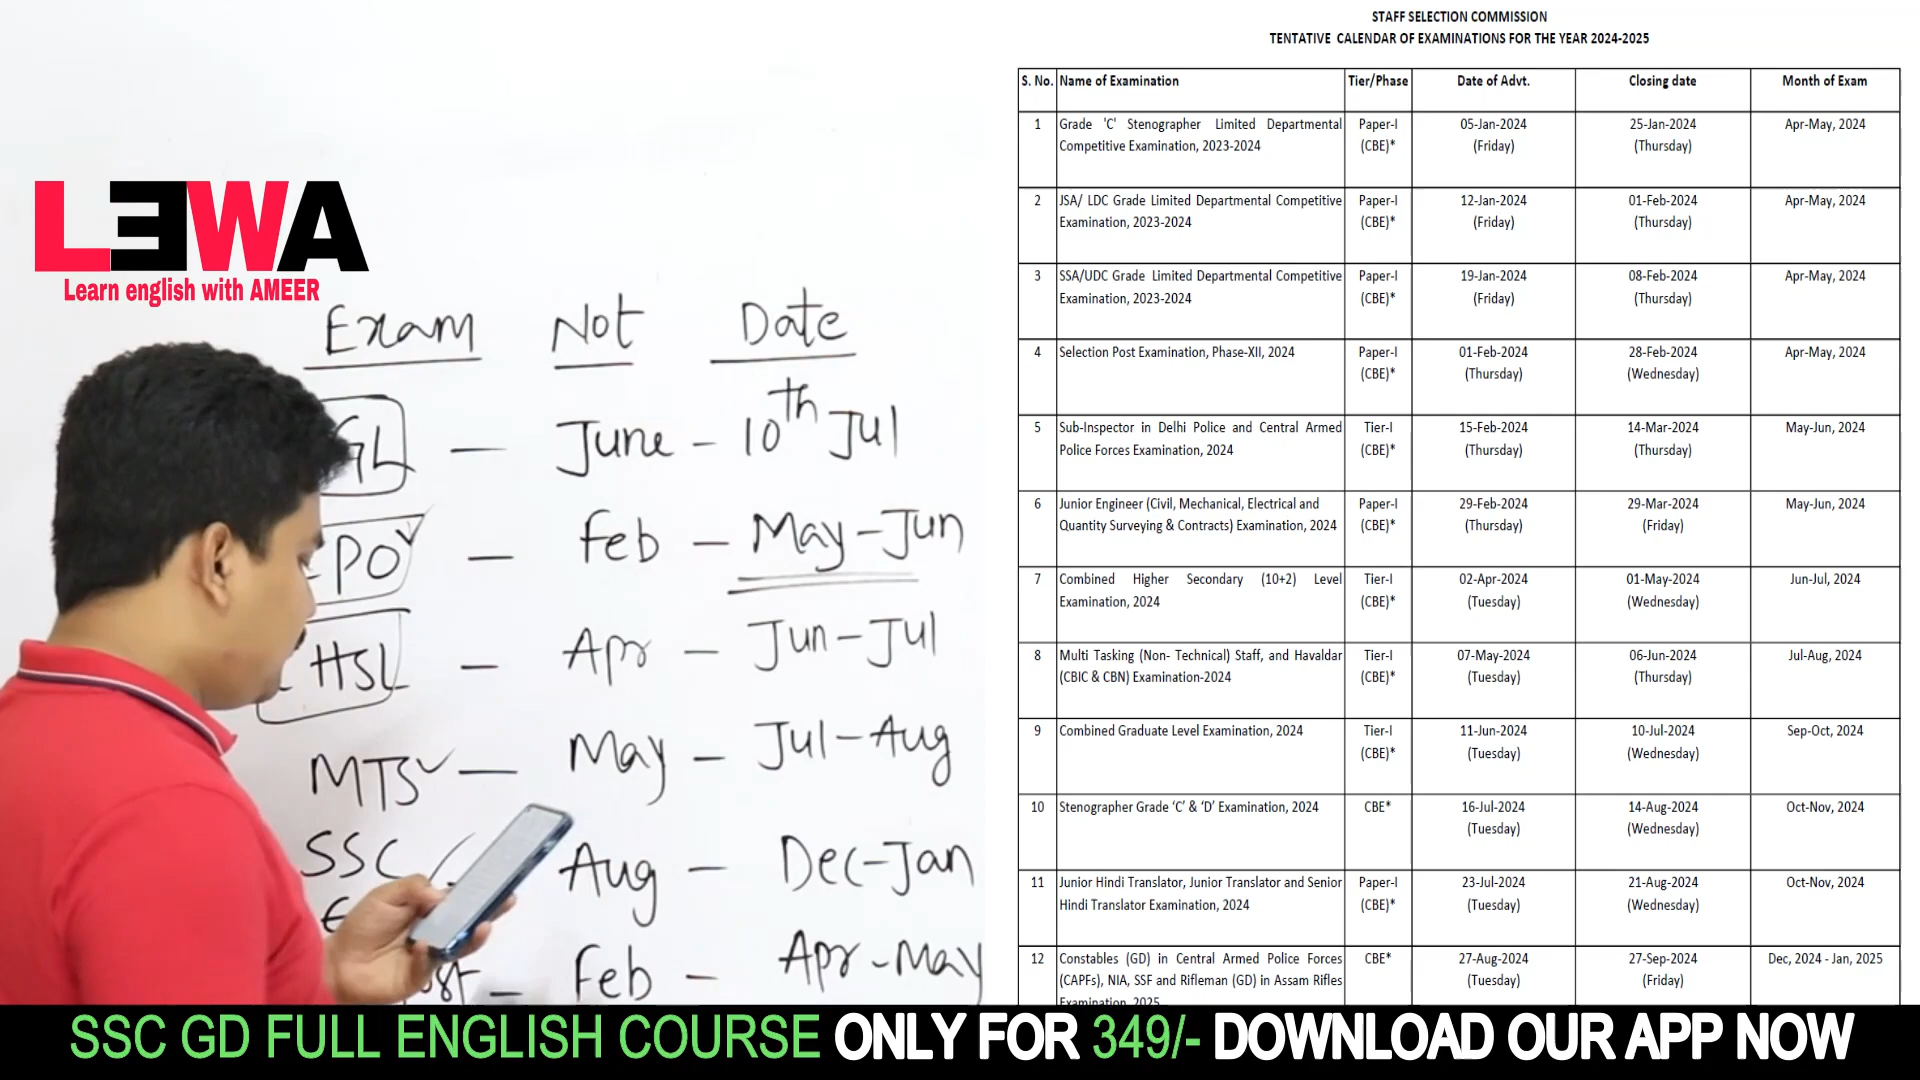 LEWA
Learn english with AMEER
Exam Not Date
GL — June - 10th Jul
PO — Feb — May-Jun
HSL — Apr — Jun-Jul
MTS — May — Jul-Aug
SSC Aug — Dec-Jan
Feb - Apr-May
STAFF SELECTION COMMISSION
TENTATIVE CALENDAR OF EXAMINATIONS FOR THE YEAR 2024-2025
S. No. Name of Examination Tier/Phase Date of Advt. Closing date Month of Exam
1 Grade 'C' Stenographer Limited Departmental Paper-I 05-Jan-2024 25-Jan-2024 Apr-May, 2024
Competitive Examination, 2023-2024 (CBE)* (Friday) (Thursday)
2 JSA/ LDC Grade Limited Departmental Competitive Paper-I 12-Jan-2024 01-Feb-2024 Apr-May, 2024
Examination, 2023-2024 (CBE)* (Friday) (Thursday)
3 SSA/UDC Grade Limited Departmental Competitive Paper-I 19-Jan-2024 08-Feb-2024 Apr-May, 2024
Examination, 2023-2024 (CBE)* (Friday) (Thursday)
4 Selection Post Examination, Phase-XII, 2024 Paper-I 01-Feb-2024 28-Feb-2024 Apr-May, 2024
(CBE)* (Thursday) (Wednesday)
5 Sub-Inspector in Delhi Police and Central Armed Tier-I 15-Feb-2024 14-Mar-2024 May-Jun, 2024
Police Forces Examination, 2024 (CBE)* (Thursday) (Thursday)
6 Junior Engineer (Civil, Mechanical, Electrical and Paper-I 29-Feb-2024 29-Mar-2024 May-Jun, 2024
Quantity Surveying & Contracts) Examination, 2024 (CBE)* (Thursday) (Friday)
7 Combined Higher Secondary (10+2) Level Tier-I 02-Apr-2024 01-May-2024 Jun-Jul, 2024
Examination, 2024 (CBE)* (Tuesday) (Wednesday)
8 Multi Tasking (Non- Technical) Staff, and Havaldar Tier-I 07-May-2024 06-Jun-2024 Jul-Aug, 2024
(CBIC & CBN) Examination-2024 (CBE)* (Tuesday) (Thursday)
9 Combined Graduate Level Examination, 2024 Tier-I 11-Jun-2024 10-Jul-2024 Sep-Oct, 2024
(CBE)* (Tuesday) (Wednesday)
10 Stenographer Grade ‘C’ & ‘D’ Examination, 2024 CBE* 16-Jul-2024 14-Aug-2024 Oct-Nov, 2024
(Tuesday) (Wednesday)
11 Junior Hindi Translator, Junior Translator and Senior Paper-I 23-Jul-2024 21-Aug-2024 Oct-Nov, 2024
Hindi Translator Examination, 2024 (CBE)* (Tuesday) (Wednesday)
12 Constables (GD) in Central Armed Police Forces CBE* 27-Aug-2024 27-Sep-2024 Dec, 2024 - Jan, 2025
(CAPFs), NIA, SSF and Rifleman (GD) in Assam Rifles (Tuesday) (Friday)
Examination, 2025
SSC GD FULL ENGLISH COURSE ONLY FOR 349/- DOWNLOAD OUR APP NOW